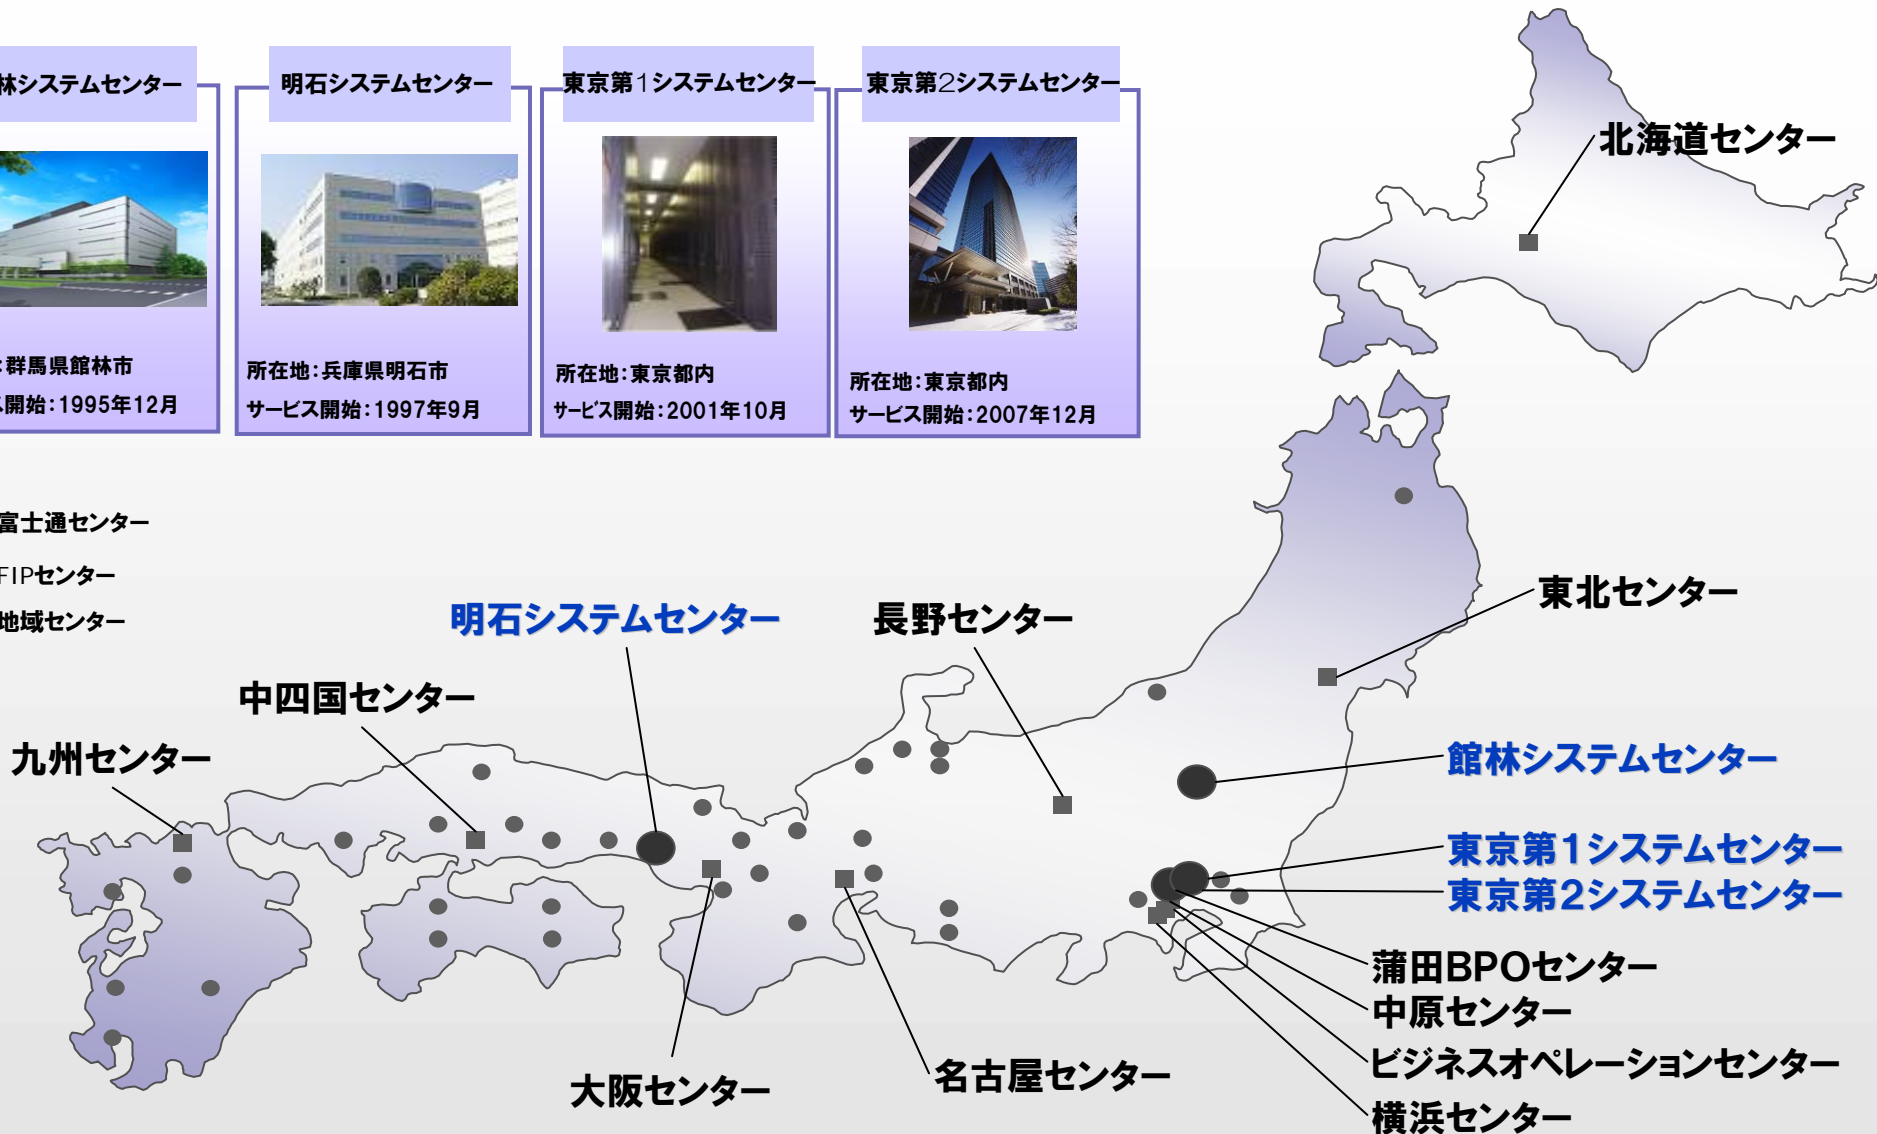 林システムセンター
明石システムセンター
東京第1システムセンター
東京第2システムセンター
:群馬県館林市
ス開始:1995年12月
所在地:兵庫県明石市
サービス開始:1997年9月
所在地:東京都内
サービス開始:2001年10月
所在地:東京都内
サービス開始:2007年12月
富士通センター
FIPセンター
地域センター
北海道センター
東北センター
明石システムセンター
長野センター
中四国センター
九州センター
館林システムセンター
東京第1システムセンター
東京第2システムセンター
蒲田BPOセンター
中原センター
ビジネスオペレーションセンター
横浜センター
名古屋センター
大阪センター